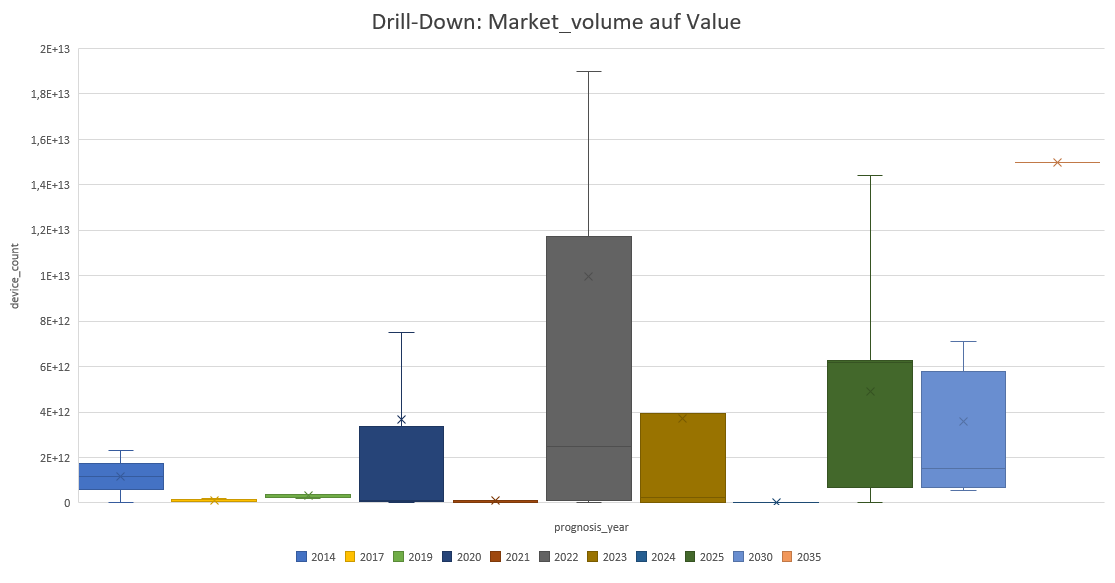 Drill-Down: Market_volume auf Value
2E+13
1,8E+13
1,6E+13
1,4E+13
1,2E+13
1E+13
8E+12
6E+12
4E+12
2E+12
0
device_count
prognosis_year
2014 2017 2019 2020 2021 2022 2023 2024 2025 2030 2035